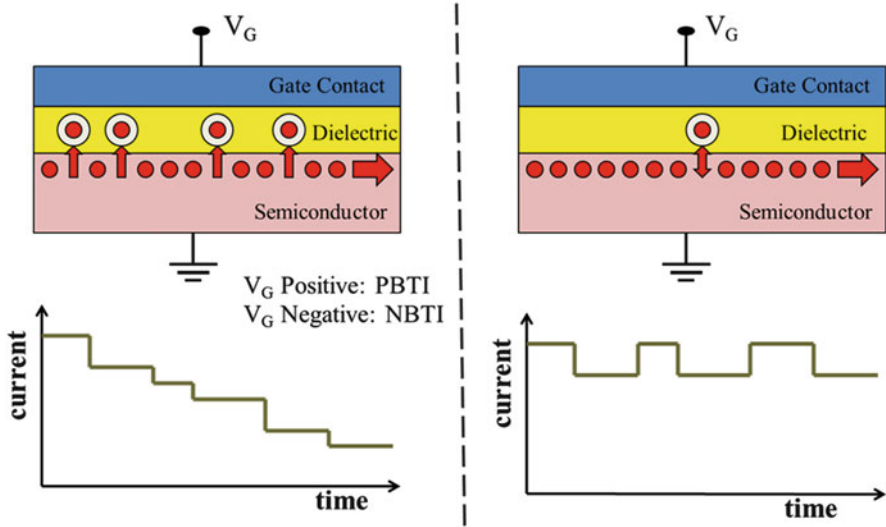 V_G
Gate Contact
Dielectric
Semiconductor
V_G Positive: PBTI
V_G Negative: NBTI
current
time
V_G
Gate Contact
Dielectric
Semiconductor
current
time